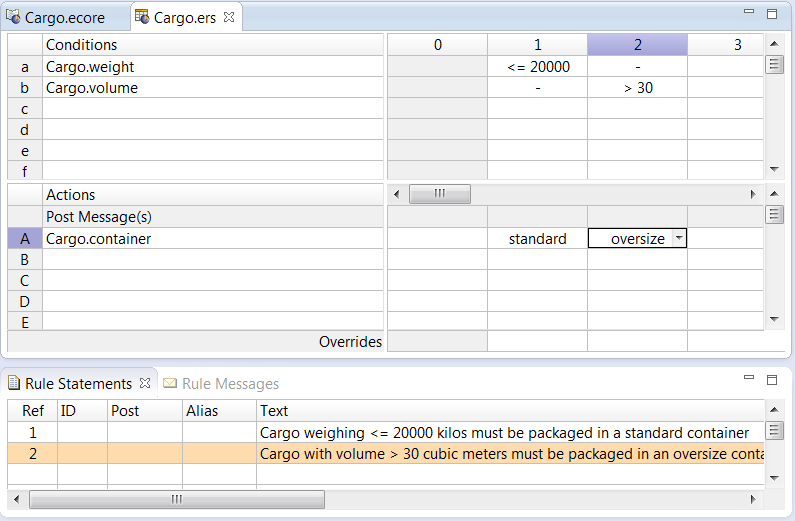 Cargo.ecore Cargo.ers
Conditions 0 1 2 3
a Cargo.weight <= 20000 -
b Cargo.volume - > 30
c
d
e
f
Actions
Post Message(s)
A Cargo.container standard oversize
B
C
D
E
Overrides
Rule Statements Rule Messages
Ref ID Post Alias Text
1 Cargo weighing <= 20000 kilos must be packaged in a standard container
2 Cargo with volume > 30 cubic meters must be packaged in an oversize conta